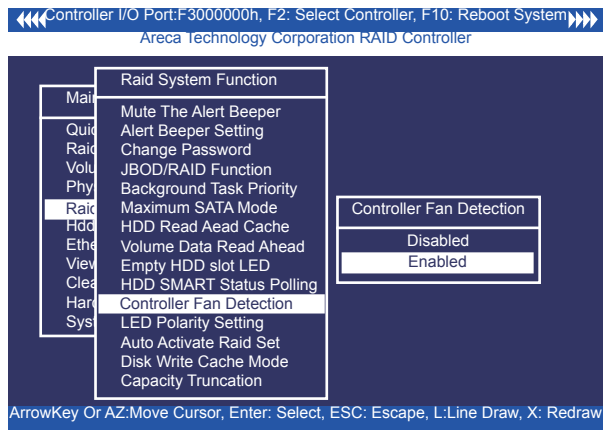 Controller I/O Port:F3000000h, F2: Select Controller, F10: Reboot System
Areca Technology Corporation RAID Controller
Raid System Function
Mai
Mute The Alert Beeper
Quic
Alert Beeper Setting
Raid
Change Password
Volu
JBOD/RAID Function
Phy
Background Task Priority
Raid
Maximum SATA Mode
Controller Fan Detection
Hdd
HDD Read Aead Cache
Ethe
Volume Data Read Ahead
Disabled
View
Empty HDD slot LED
Enabled
Clea
HDD SMART Status Polling
Hard
Controller Fan Detection
Syst
LED Polarity Setting
Auto Activate Raid Set
Disk Write Cache Mode
Capacity Truncation
ArrowKey Or AZ:Move Cursor, Enter: Select, ESC: Escape, L:Line Draw, X: Redraw